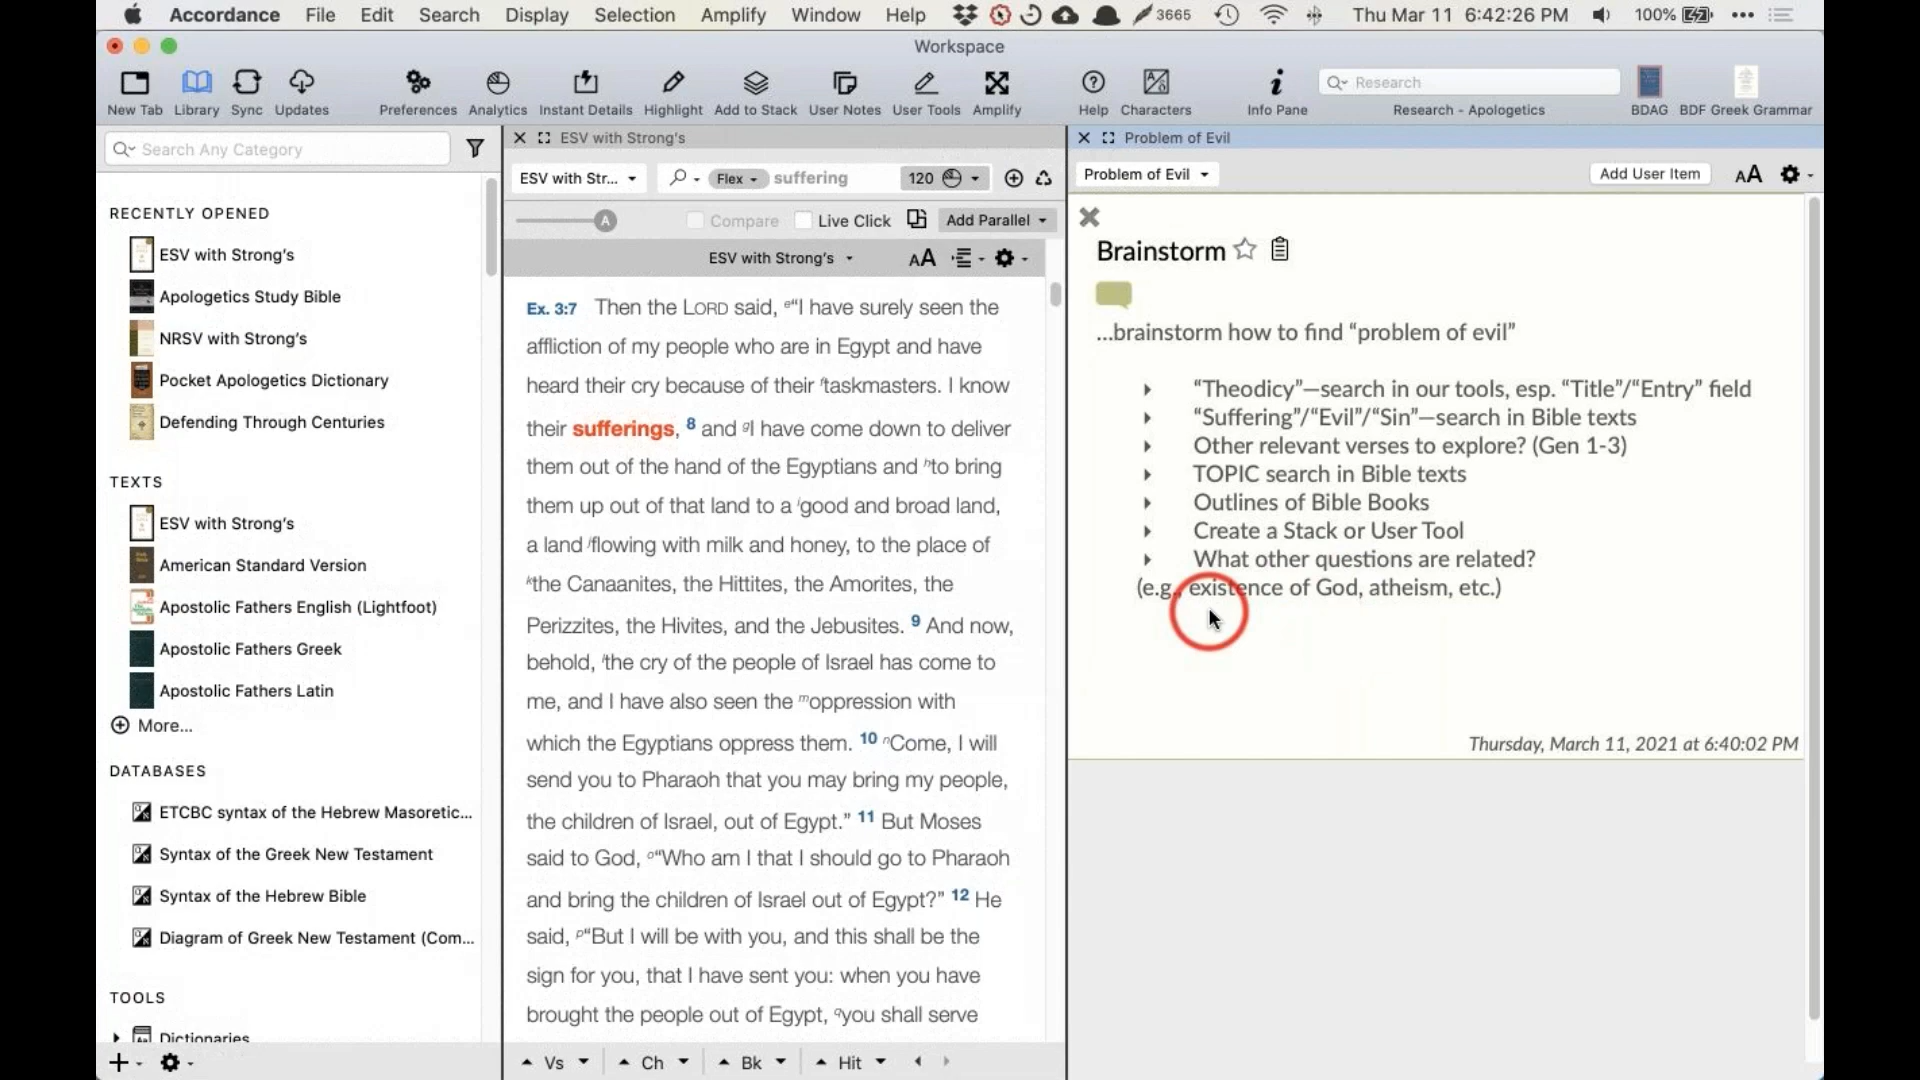 Accordance File Edit Search Display Selection Amplify Window Help 3665 Thu Mar 11 6:42:26 PM 100%
Workspace
New Tab Library Sync Updates Preferences Analytics Instant Details Highlight Add to Stack User Notes User Tools Amplify Help Characters Info Pane Research - Apologetics BDAG BDF Greek Grammar
Research
Search Any Category
RECENTLY OPENED
ESV with Strong's
Apologetics Study Bible
NRSV with Strong's
Pocket Apologetics Dictionary
Defending Through Centuries
TEXTS
ESV with Strong's
American Standard Version
Apostolic Fathers English (Lightfoot)
Apostolic Fathers Greek
Apostolic Fathers Latin
More...
DATABASES
ETCBC syntax of the Hebrew Masoretic...
Syntax of the Greek New Testament
Syntax of the Hebrew Bible
Diagram of Greek New Testament (Com...
TOOLS
Dictionaries
ESV with Strong's
ESV with Str... Flex suffering 120
A Compare Live Click Add Parallel
ESV with Strong's AA
Ex. 3:7 Then the LORD said, e“I have surely seen the
affliction of my people who are in Egypt and have
heard their cry because of their ftaskmasters. I know
their sufferings, 8 and gI have come down to deliver
them out of the hand of the Egyptians and hto bring
them up out of that land to a igood and broad land,
a land jflowing with milk and honey, to the place of
kthe Canaanites, the Hittites, the Amorites, the
Perizzites, the Hivites, and the Jebusites. 9 And now,
behold, lthe cry of the people of Israel has come to
me, and I have also seen the moppression with
which the Egyptians oppress them. 10 nCome, I will
send you to Pharaoh that you may bring my people,
the children of Israel, out of Egypt.” 11 But Moses
said to God, o“Who am I that I should go to Pharaoh
and bring the children of Israel out of Egypt?” 12 He
said, p“But I will be with you, and this shall be the
sign for you, that I have sent you: when you have
brought the people out of Egypt, qyou shall serve
Vs Ch Bk Hit
Problem of Evil
Problem of Evil Add User Item AA
Brainstorm
...brainstorm how to find “problem of evil”
“Theodicy”—search in our tools, esp. “Title”/“Entry” field
“Suffering”/“Evil”/“Sin”—search in Bible texts
Other relevant verses to explore? (Gen 1-3)
TOPIC search in Bible texts
Outlines of Bible Books
Create a Stack or User Tool
What other questions are related?
(e.g., existence of God, atheism, etc.)
Thursday, March 11, 2021 at 6:40:02 PM